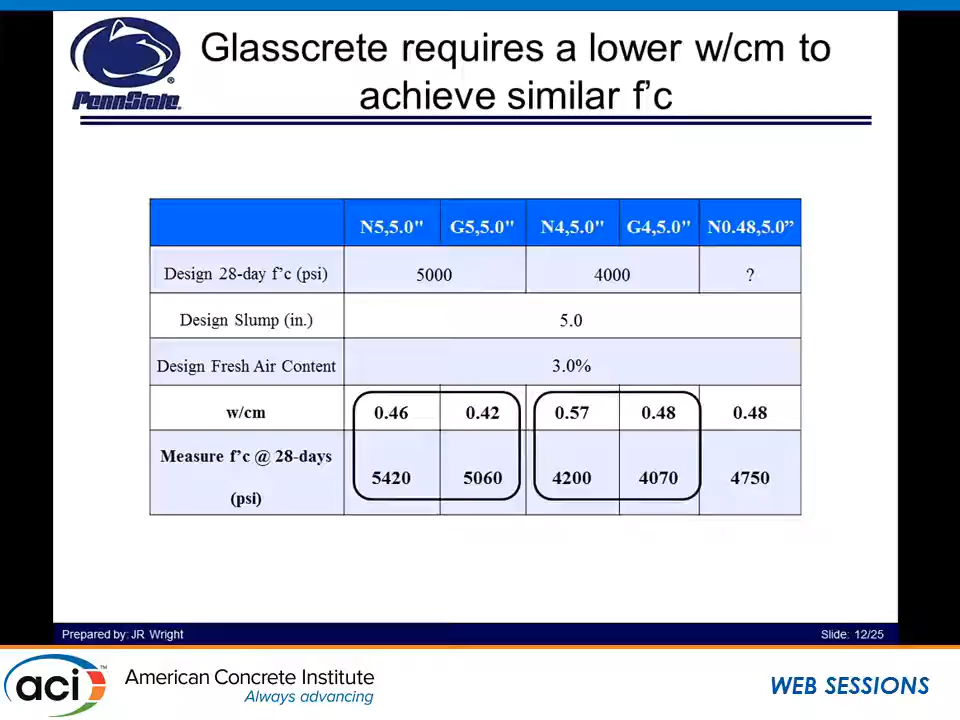 Glasscrete requires a lower w/cm to
achieve similar f’c
PennState
®
N5,5.0" G5,5.0" N4,5.0" G4,5.0" N0.48,5.0”
Design 28-day f’c (psi) 5000 4000 ?
Design Slump (in.) 5.0
Design Fresh Air Content 3.0%
w/cm 0.46 0.42 0.57 0.48 0.48
Measure f’c @ 28-days
(psi) 5420 5060 4200 4070 4750
Prepared by: JR Wright Slide: 12/25
aci™ American Concrete Institute
Always advancing
WEB SESSIONS